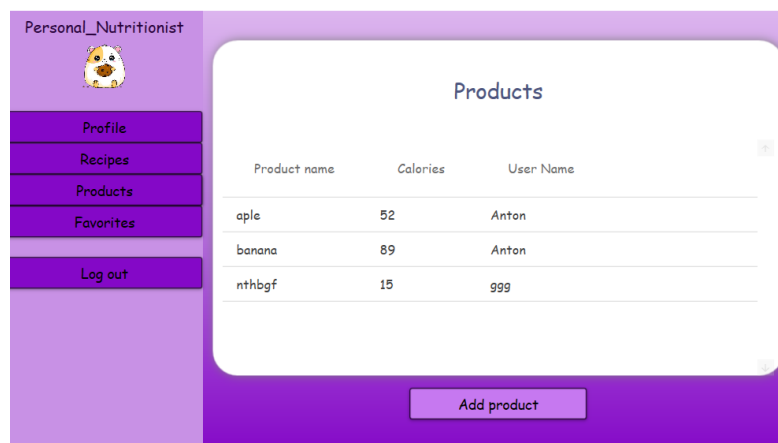 Personal_Nutritionist
Profile
Recipes
Products
Favorites
Log out
Products
Product name Calories User Name
aple 52 Anton
banana 89 Anton
nthbgf 15 ggg
Add product